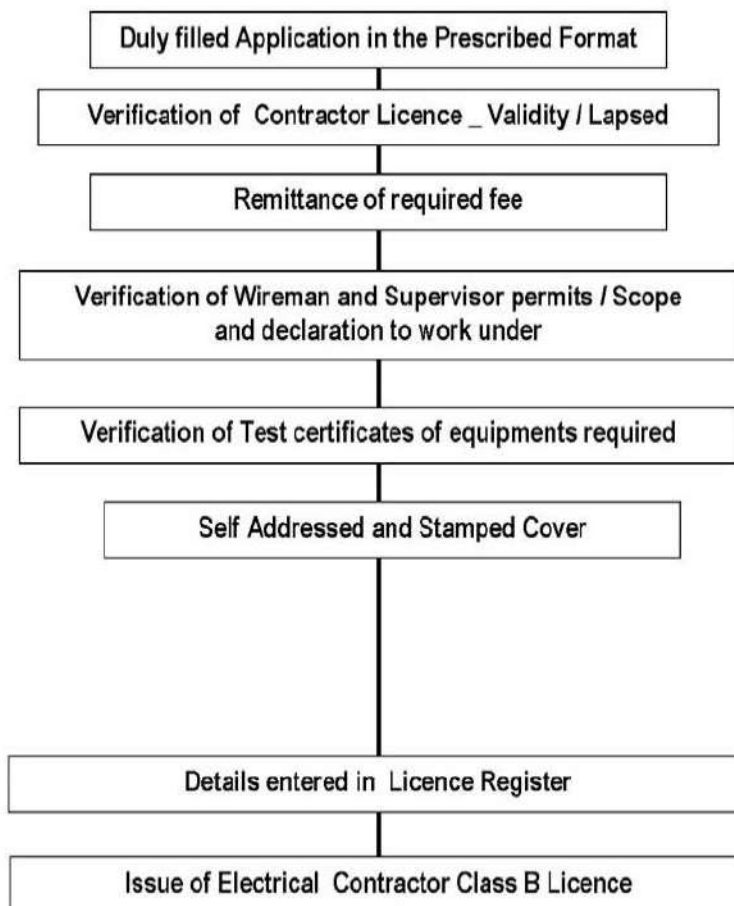 Duly filled Application in the Prescribed Format
Verification of Contractor Licence _ Validity / Lapsed
Remittance of required fee
Verification of Wireman and Supervisor permits / Scope
and declaration to work under
Verification of Test certificates of equipments required
Self Addressed and Stamped Cover
Details entered in Licence Register
Issue of Electrical Contractor Class B Licence